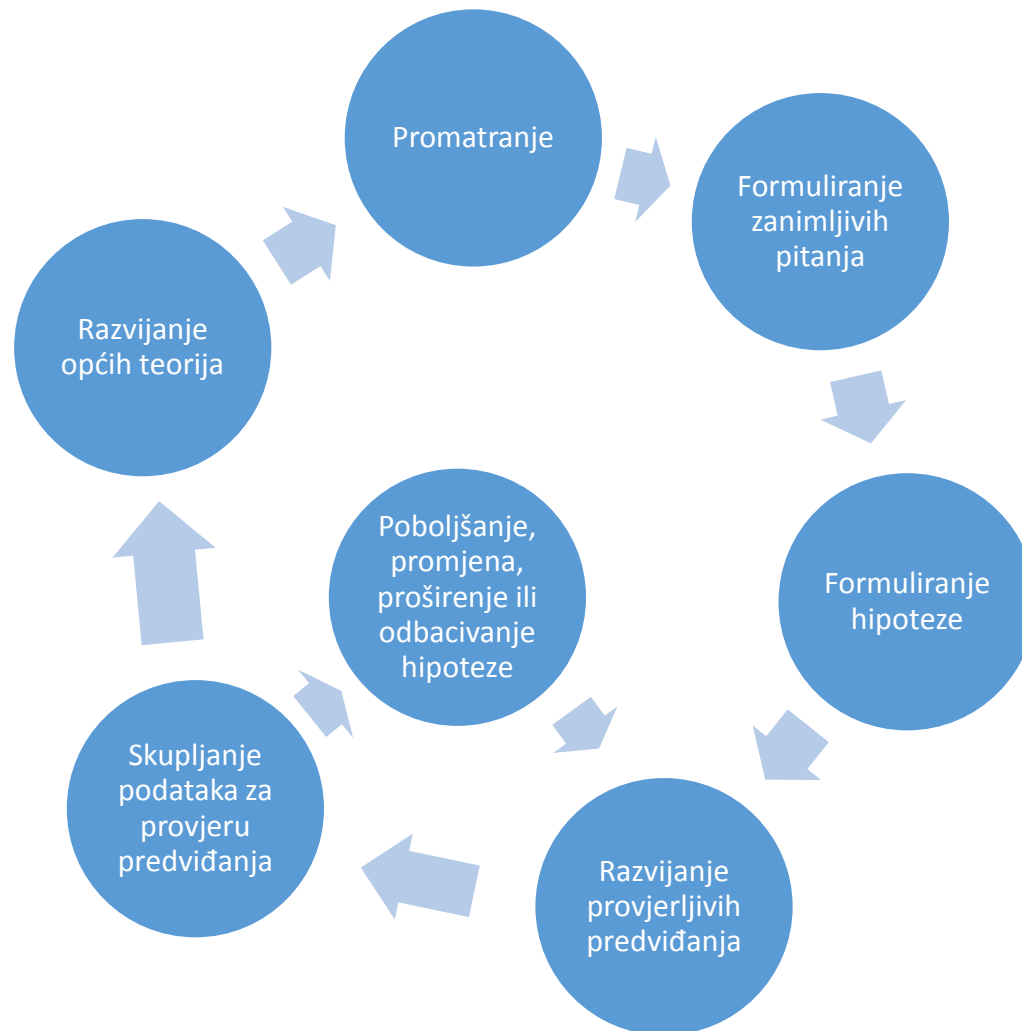 Promatranje
Formuliranje
zanimljivih
pitanja
Formuliranje
hipoteze
Razvijanje
provjerljivih
predviđanja
Skupljanje
podataka za
provjeru
predviđanja
Poboljšanje,
promjena,
proširenje ili
odbacivanje
hipoteze
Razvijanje
općih teorija